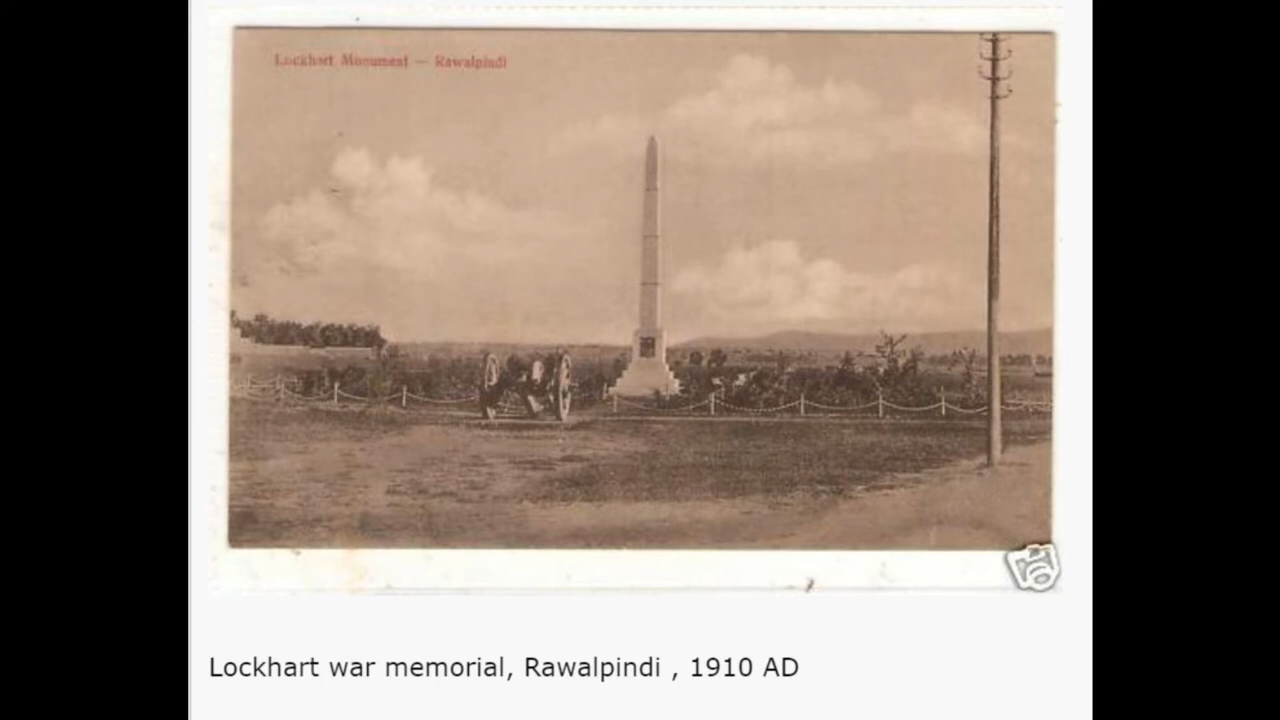 Lockhart Monument — Rawalpindi
Lockhart war memorial, Rawalpindi , 1910 AD